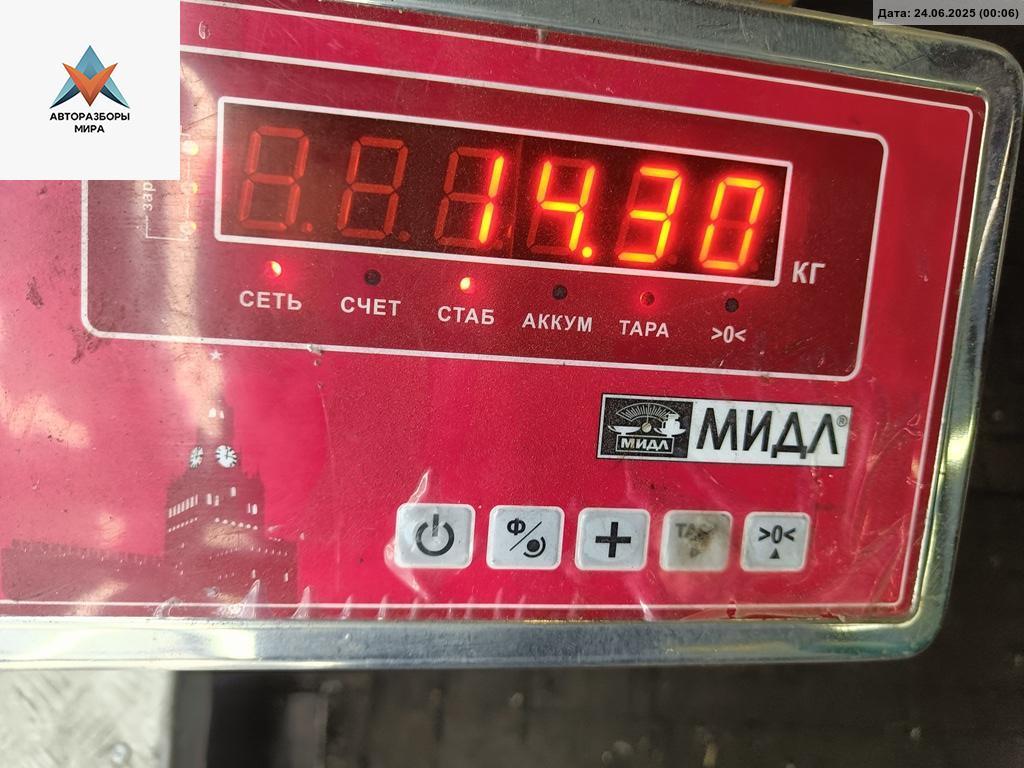 Дата: 24.06.2025 (00:06)
АВТОРАЗБОРЫ
МИРА
зар
14.30
КГ
СЕТЬ СЧЕТ СТАБ АККУМ ТАРА >0<
МИДЛ МИДЛ®
Ф/ + >0<